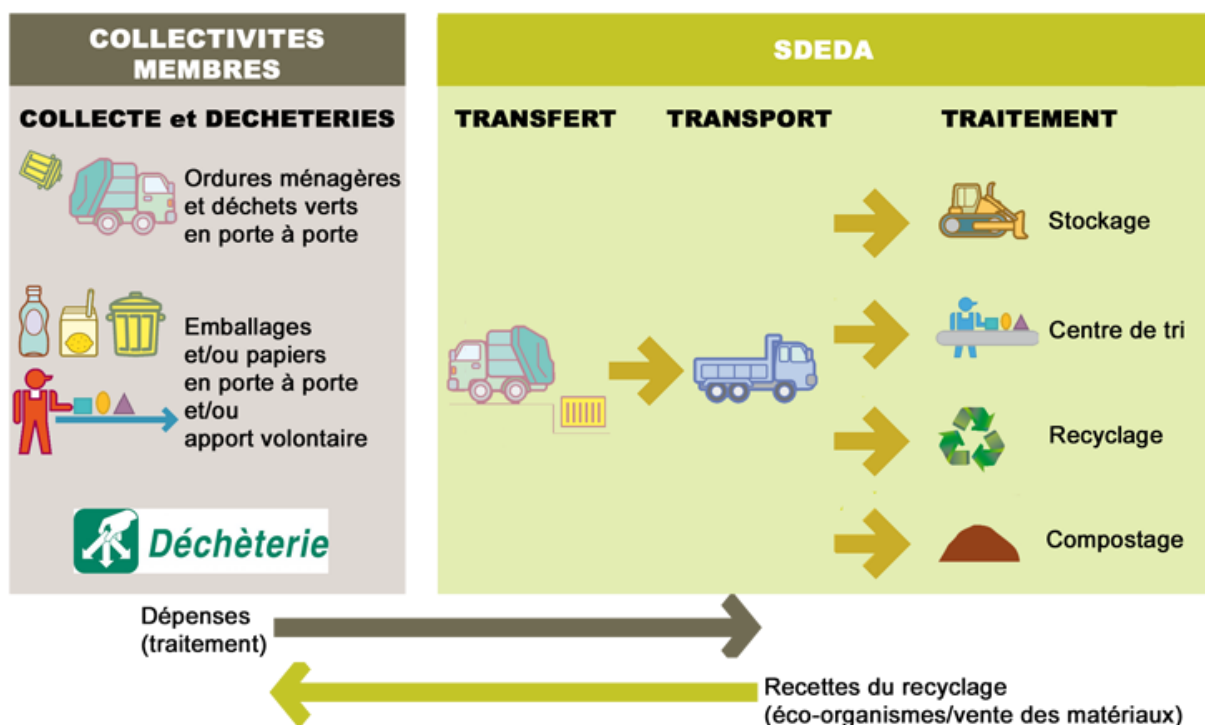 COLLECTIVITES
MEMBRES
COLLECTE et DECHETERIES
Ordures ménagères
et déchets verts
en porte à porte
Emballages
et/ou papiers
en porte à porte
et/ou
apport volontaire
Déchèterie
SDEDA
TRANSFERT
TRANSPORT
TRAITEMENT
Stockage
Centre de tri
Recyclage
Compostage
Dépenses
(traitement)
Recettes du recyclage
(éco-organismes/vente des matériaux)